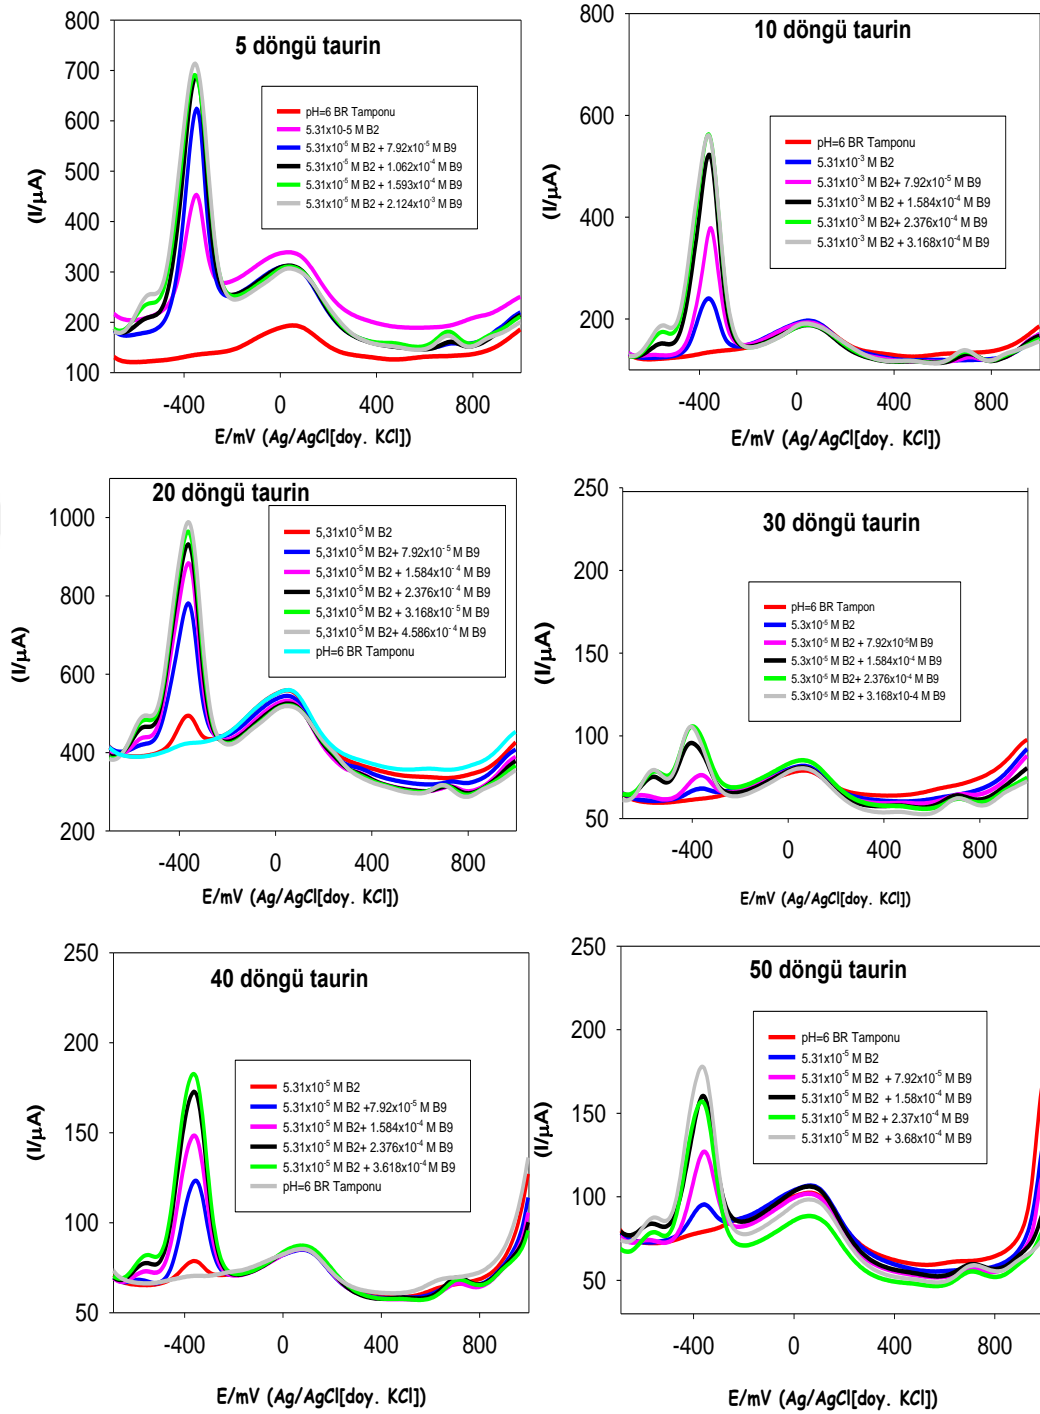 5 döngü taurin
(I/µA)
800
700
600
500
400
300
200
100
pH=6 BR Tamponu
5.31x10-5 M B2
5.31x10⁻⁵ M B2 + 7.92x10⁻⁵ M B9
5.31x10⁻⁵ M B2 + 1.062x10⁻⁴ M B9
5.31x10⁻⁵ M B2 + 1.593x10⁻⁴ M B9
5.31x10⁻⁵ M B2 + 2.124x10⁻³ M B9
-400 0 400 800
E/mV (Ag/AgCl[doy. KCl])
10 döngü taurin
(I/µA)
800
600
400
200
pH=6 BR Tamponu
5.31x10⁻³ M B2
5.31x10⁻³ M B2+ 7.92x10⁻⁵ M B9
5.31x10⁻³ M B2 + 1.584x10⁻⁴ M B9
5.31x10⁻³ M B2+ 2.376x10⁻⁴ M B9
5.31x10⁻³ M B2 + 3.168x10⁻⁴ M B9
-400 0 400 800
E/mV (Ag/AgCl[doy. KCl])
20 döngü taurin
(I/µA)
1000
800
600
400
200
5,31x10⁻⁵ M B2
5,31x10⁻⁵ M B2+ 7.92x10⁻⁵ M B9
5,31x10⁻⁵ M B2 + 1.584x10⁻⁴ M B9
5,31x10⁻⁵ M B2 + 2.376x10⁻⁴ M B9
5,31x10⁻⁵ M B2 + 3.168x10⁻⁵ M B9
5,31x10⁻⁵ M B2+ 4.586x10⁻⁴ M B9
pH=6 BR Tamponu
-400 0 400 800
E/mV (Ag/AgCl[doy. KCl])
30 döngü taurin
(I/µA)
250
200
150
100
50
pH=6 BR Tampon
5.3x10⁻⁵ M B2
5.3x10⁻⁵ M B2 + 7.92x10⁻⁵M B9
5.3x10⁻⁵ M B2 + 1.584x10⁻⁴ M B9
5.3x10⁻⁵ M B2+ 2.376x10⁻⁴ M B9
5.3x10⁻⁵ M B2 + 3.168x10-4 M B9
-400 0 400 800
E/mV (Ag/AgCl[doy. KCl])
40 döngü taurin
(I/µA)
250
200
150
100
50
5.31x10⁻⁵ M B2
5.31x10⁻⁵ M B2 +7.92x10⁻⁵ M B9
5.31x10⁻⁵ M B2+ 1.584x10⁻⁴ M B9
5.31x10⁻⁵ M B2+ 2.376x10⁻⁴ M B9
5.31x10⁻⁵ M B2 + 3.618x10⁻⁴ M B9
pH=6 BR Tamponu
-400 0 400 800
E/mV (Ag/AgCl[doy. KCl])
50 döngü taurin
(I/µA)
250
200
150
100
50
pH=6 BR Tamponu
5.31x10⁻⁵ M B2
5.31x10⁻⁵ M B2 + 7.92x10⁻⁵ M B9
5.31x10⁻⁵ M B2 + 1.58x10⁻⁴ M B9
5.31x10⁻⁵ M B2 + 2.37x10⁻⁴ M B9
5.31x10⁻⁵ M B2 + 3.68x10⁻⁴ M B9
-400 0 400 800
E/mV (Ag/AgCl[doy. KCl])